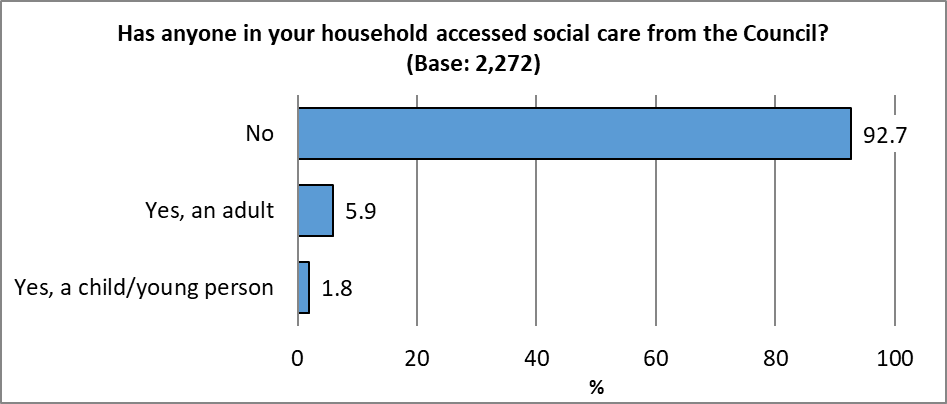 Has anyone in your household accessed social care from the Council?
(Base: 2,272)
No
92.7
Yes, an adult
5.9
Yes, a child/young person
1.8
0 20 40 60 80 100
%